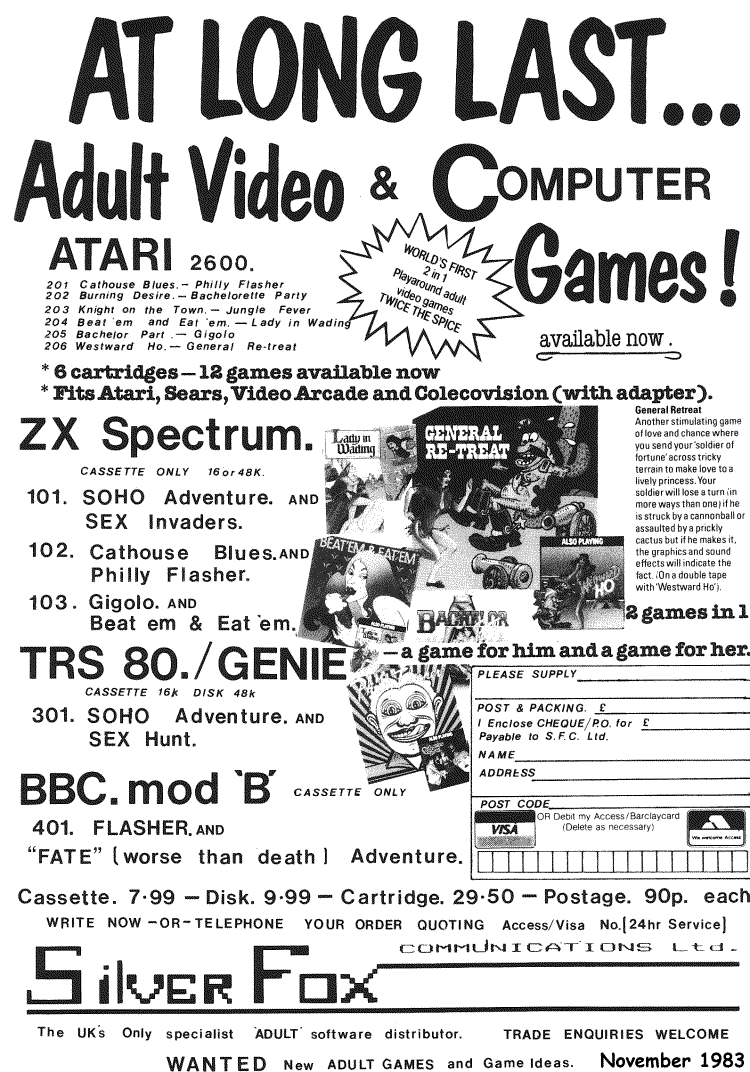 AT LONG LAST...
Adult Video & COMPUTER
Games!
available now.
WORLD'S FIRST
2 in 1
Playaround adult
video games
TWICE THE SPICE
ATARI 2600.
201 Cathouse Blues.– Philly Flasher
202 Burning Desire.– Bachelorette Party
203 Knight on the Town.– Jungle Fever
204 Beat 'em and Eat 'em.– Lady in Wading
205 Bachelor Part .– Gigolo
206 Westward Ho.– General Re-treat
* 6 cartridges – 12 games available now
* Fits Atari, Sears, Video Arcade and Colecovision (with adapter).
ZX Spectrum.
CASSETTE ONLY 16 or 48K.
101. SOHO Adventure. AND
SEX Invaders.
102. Cathouse Blues. AND
Philly Flasher.
103. Gigolo. AND
Beat em & Eat 'em.
Lady in
Wading
GENERAL
RE-TREAT
BEAT 'EM & EAT 'EM
ALSO PLAYING
WESTWARD
HO
BACHELOR
General Retreat
Another stimulating game
of love and chance where
you send your 'soldier of
fortune' across tricky
terrain to make love to a
lively princess. Your
soldier will lose a turn (in
more ways than one) if he
is struck by a cannonball or
assaulted by a prickly
cactus but if he makes it,
the graphics and sound
effects will indicate the
fact. (On a double tape
with 'Westward Ho').
2 games in 1
– a game for him and a game for her.
TRS 80./GENIE
CASSETTE 16k DISK 48k
301. SOHO Adventure. AND
SEX Hunt.
BBC. mod 'B' CASSETTE ONLY
401. FLASHER. AND
"FATE" (worse than death) Adventure.
PLEASE SUPPLY
POST & PACKING. £
I Enclose CHEQUE/P.O. for £
Payable to S.F.C. Ltd.
NAME
ADDRESS
POST CODE
VISA
OR Debit my Access/Barclaycard
(Delete as necessary)
We welcome Access
Cassette. 7·99 – Disk. 9·99 – Cartridge. 29·50 – Postage. 90p. each
WRITE NOW –OR– TELEPHONE YOUR ORDER QUOTING Access/Visa No.[24hr Service]
SilvER Fox COMMUNICATIONS Ltd.
The UK's Only specialist 'ADULT' software distributor. TRADE ENQUIRIES WELCOME
WANTED New ADULT GAMES and Game Ideas. November 1983